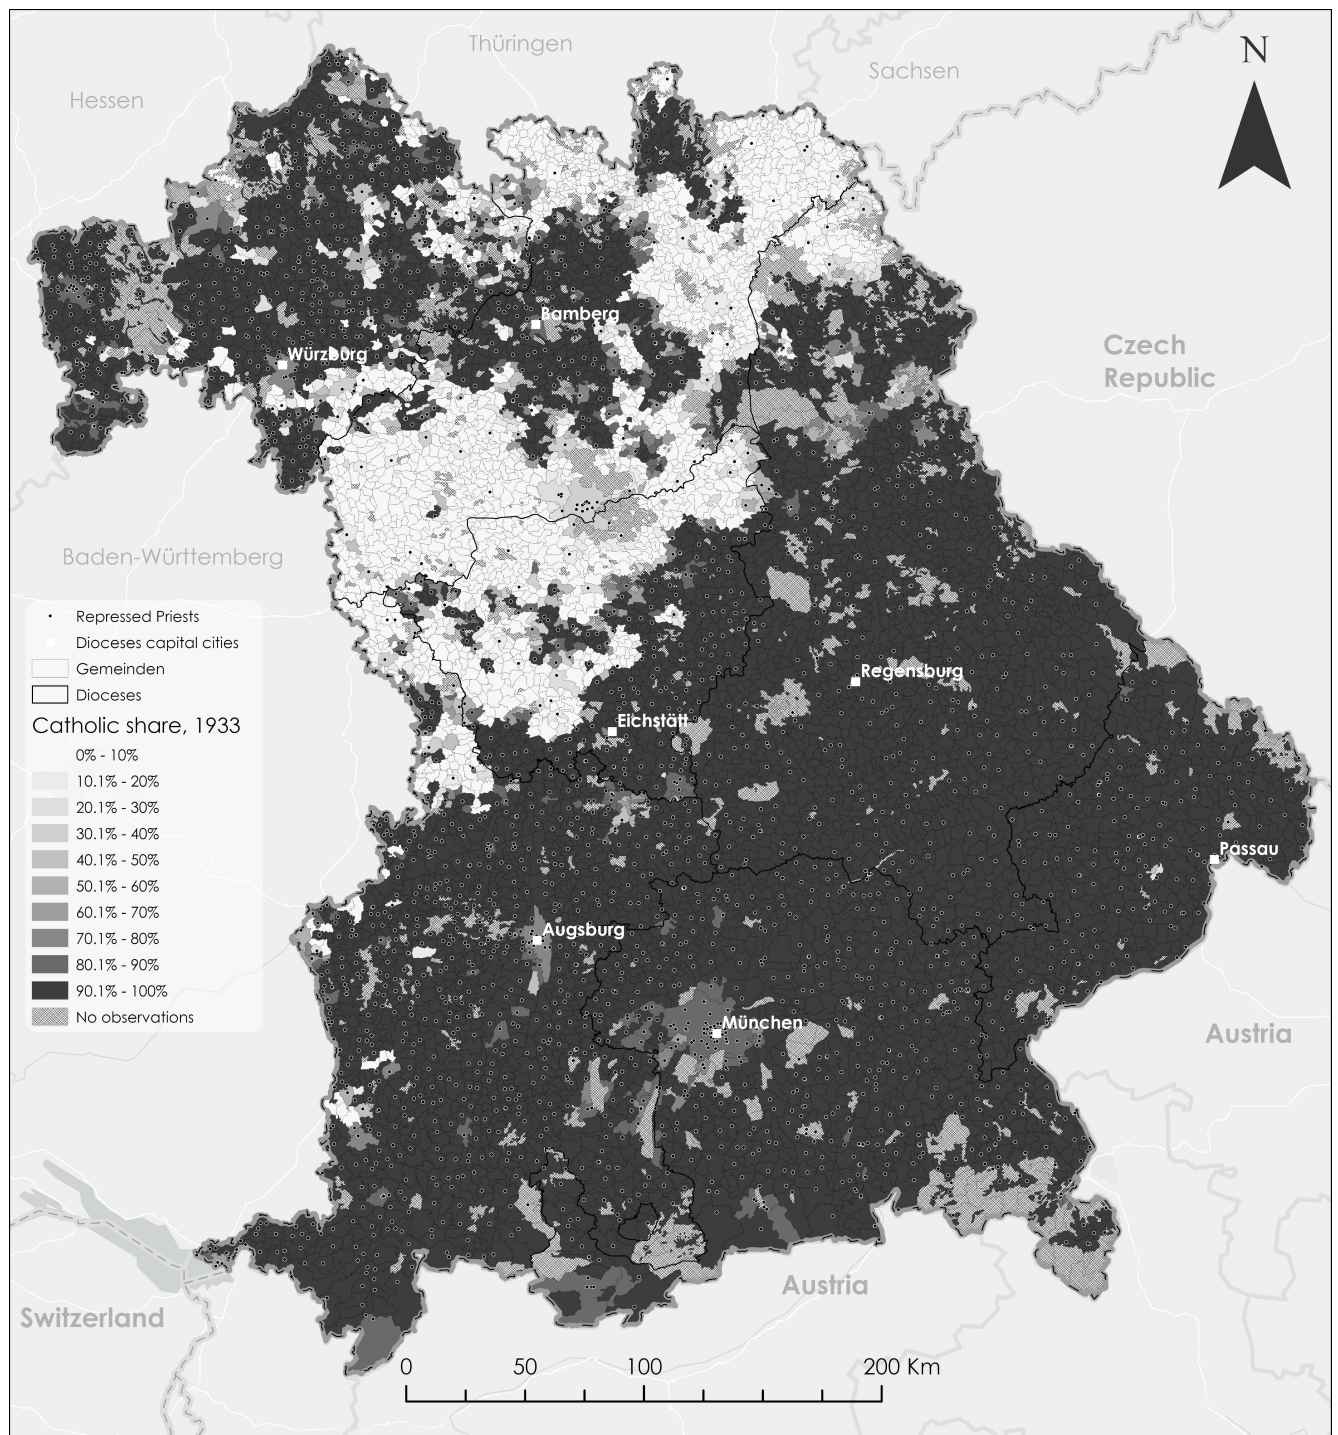 Thüringen
Sachsen
Hessen
N
Bamberg
Würzburg
Czech
Republic
Baden-Württemberg
Repressed Priests
Dioceses capital cities
Gemeinden
Dioceses
Catholic share, 1933
0% - 10%
10.1% - 20%
20.1% - 30%
30.1% - 40%
40.1% - 50%
50.1% - 60%
60.1% - 70%
70.1% - 80%
80.1% - 90%
90.1% - 100%
No observations
Regensburg
Eichstätt
Passau
Augsburg
München
Austria
Austria
Switzerland
0 50 100 200 Km